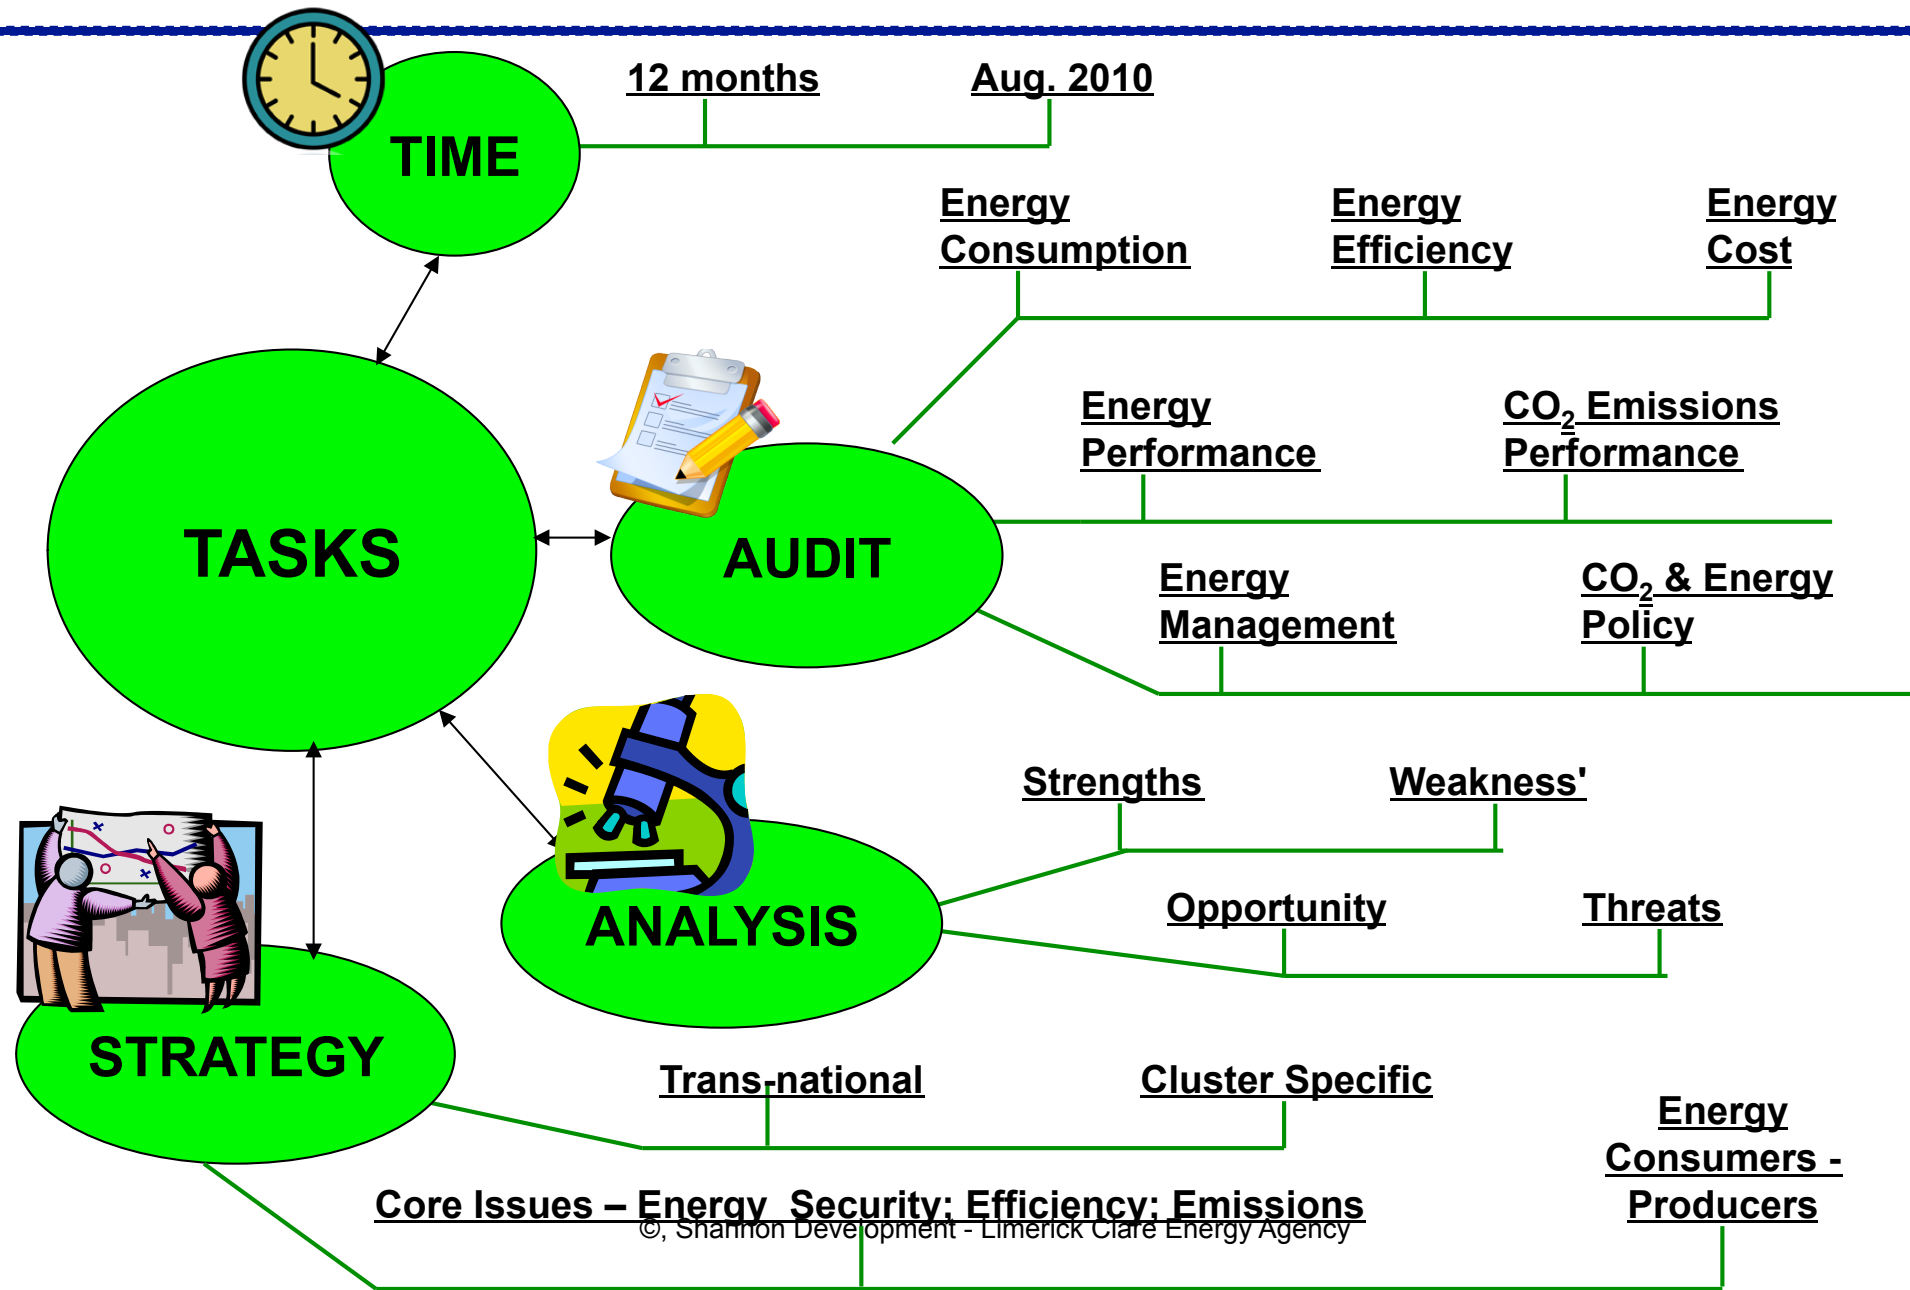 12 months
Aug. 2010
TIME
Energy
Consumption
Energy
Efficiency
Energy
Cost
Energy
Performance
CO₂ Emissions
Performance
TASKS
AUDIT
Energy
Management
CO₂ & Energy
Policy
Strengths
Weakness'
ANALYSIS
Opportunity
Threats
STRATEGY
Trans-national
Cluster Specific
Energy
Consumers -
Producers
Core Issues – Energy  Security; Efficiency; Emissions
©, Shannon Development - Limerick Clare Energy Agency